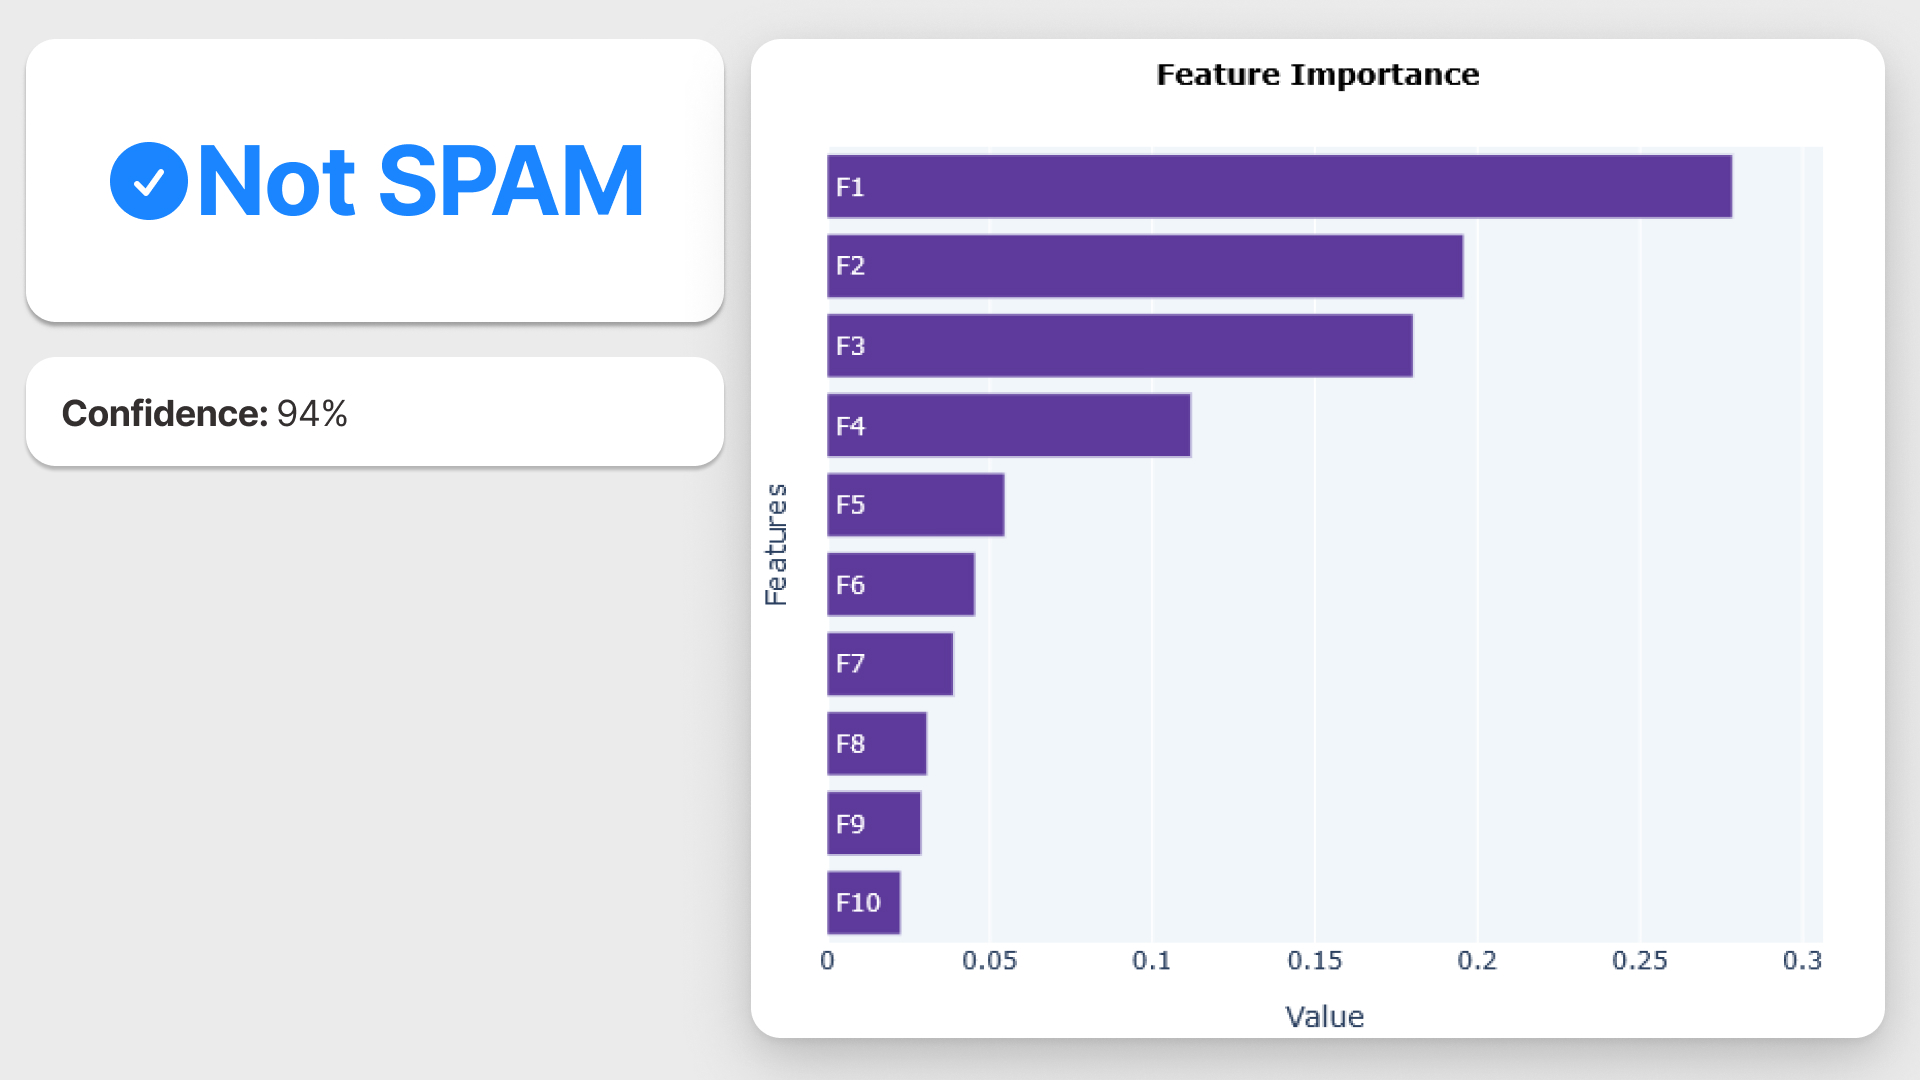 Not SPAM
Confidence: 94%
Feature Importance
Features
F1
F2
F3
F4
F5
F6
F7
F8
F9
F10
0 0.05 0.1 0.15 0.2 0.25 0.3
Value